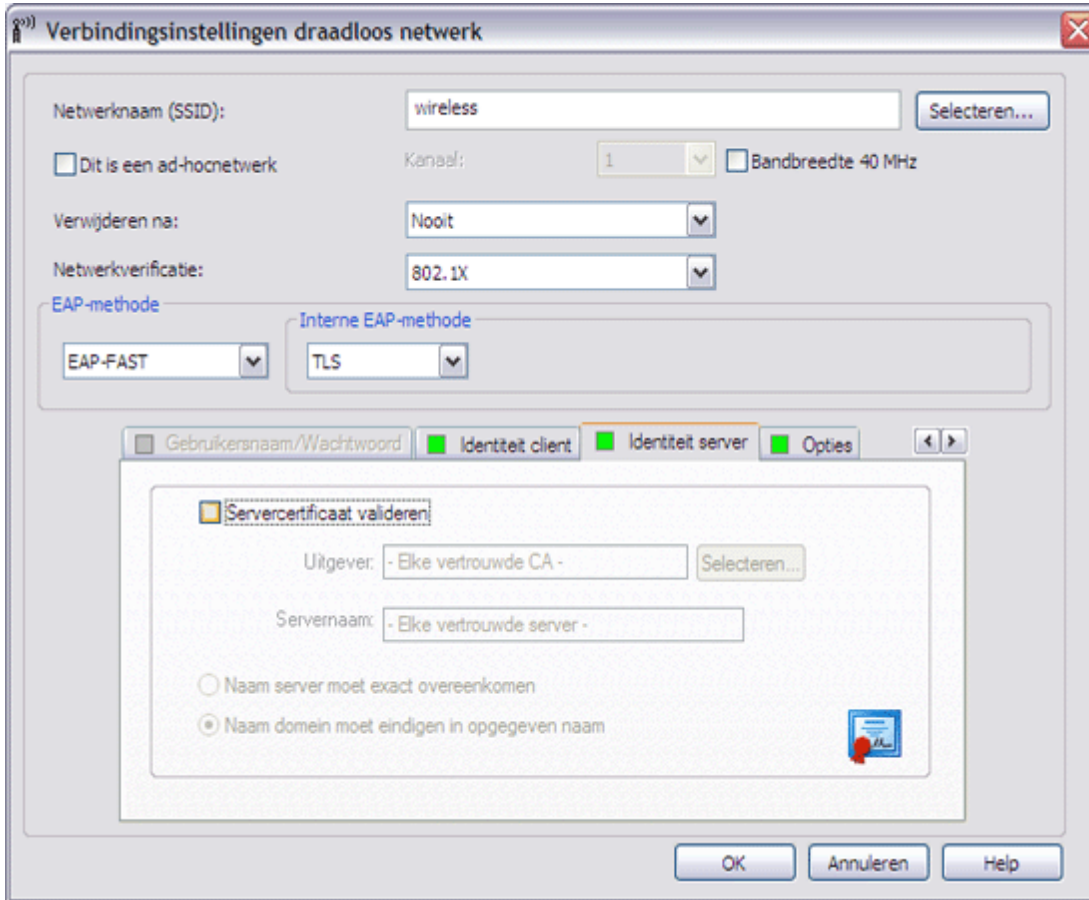 Verbindingsinstellingen draadloos netwerk
Netwerknaam (SSID): wireless Selecteren...
Dit is een ad-hocnetwerk Kanaal: 1 Bandbreedte 40 MHz
Verwijderen na: Nooit
Netwerkverificatie: 802.1X
EAP-methode
Interne EAP-methode
EAP-FAST TLS
Gebruikersnaam/Wachtwoord Identiteit client Identiteit server Opties
Servercertificaat valideren
Uitgever: - Elke vertrouwde CA - Selecteren...
Servernaam: - Elke vertrouwde server -
Naam server moet exact overeenkomen
Naam domein moet eindigen in opgegeven naam
OK Annuleren Help